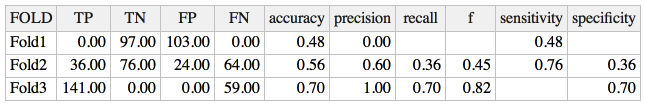 FOLD TP TN FP FN accuracy precision recall f sensitivity specificity
Fold1 0.00 97.00 103.00 0.00 0.48 0.00 0.48
Fold2 36.00 76.00 24.00 64.00 0.56 0.60 0.36 0.45 0.76 0.36
Fold3 141.00 0.00 0.00 59.00 0.70 1.00 0.70 0.82 0.70